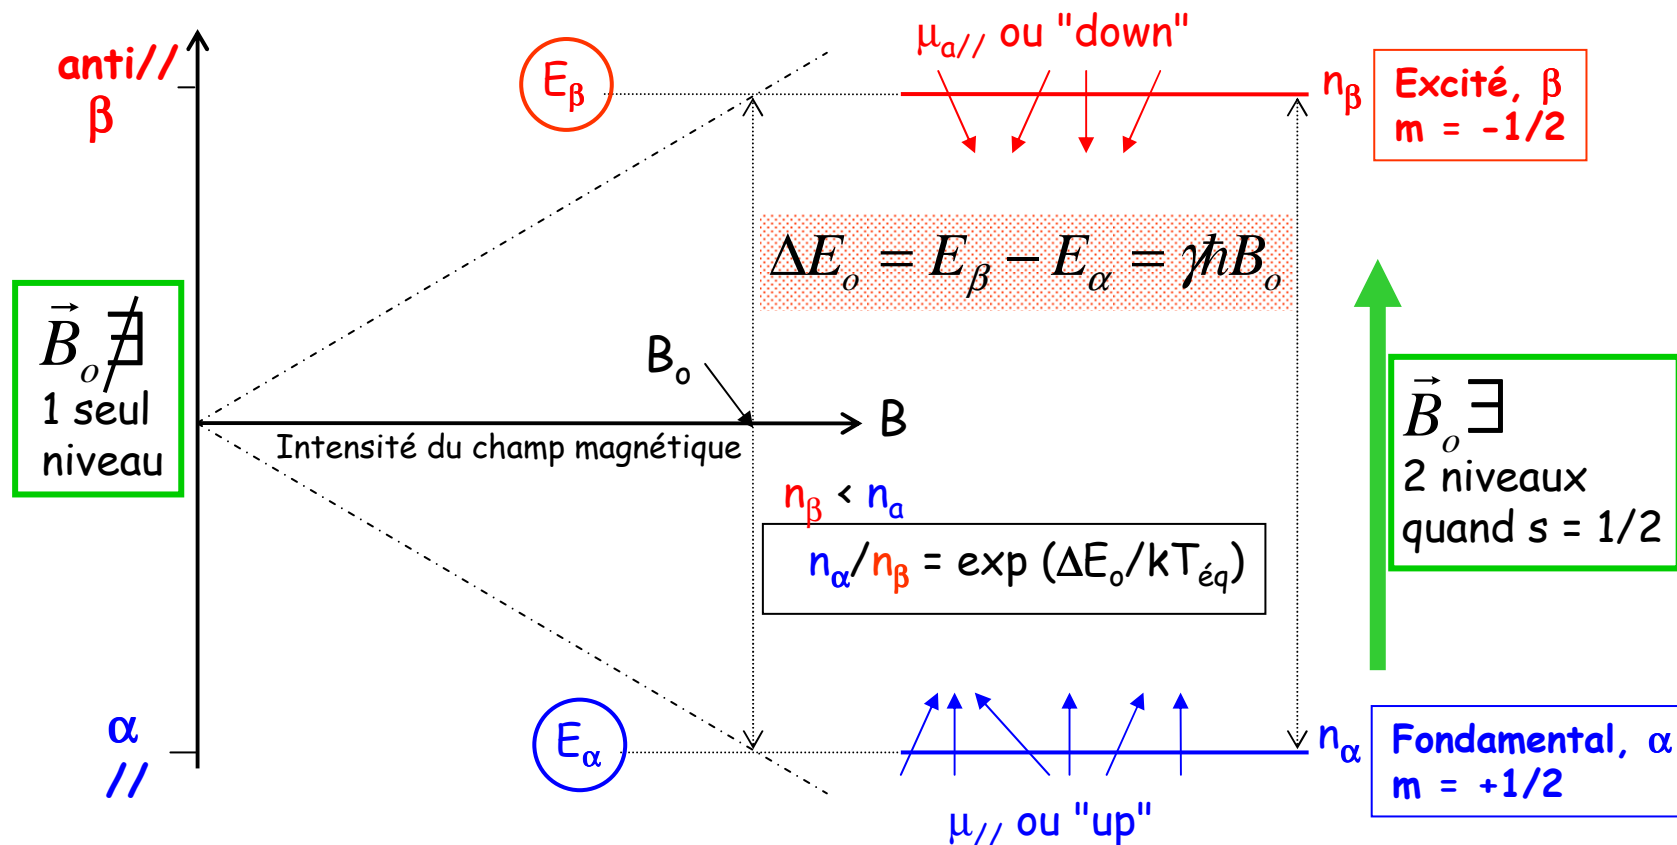 anti//
β
E_β
μ_a// ou "down"
n_β
Excité, β
m = -1/2
ΔE_o = E_β − E_α = γħB_o
B⃗_o ∄
1 seul
niveau
B_o
B
Intensité du champ magnétique
B⃗_o ∃
2 niveaux
quand s = 1/2
n_β < n_a
n_α/n_β = exp (ΔE_o/kT_éq)
α
//
E_α
n_α
Fondamental, α
m = +1/2
μ_// ou "up"